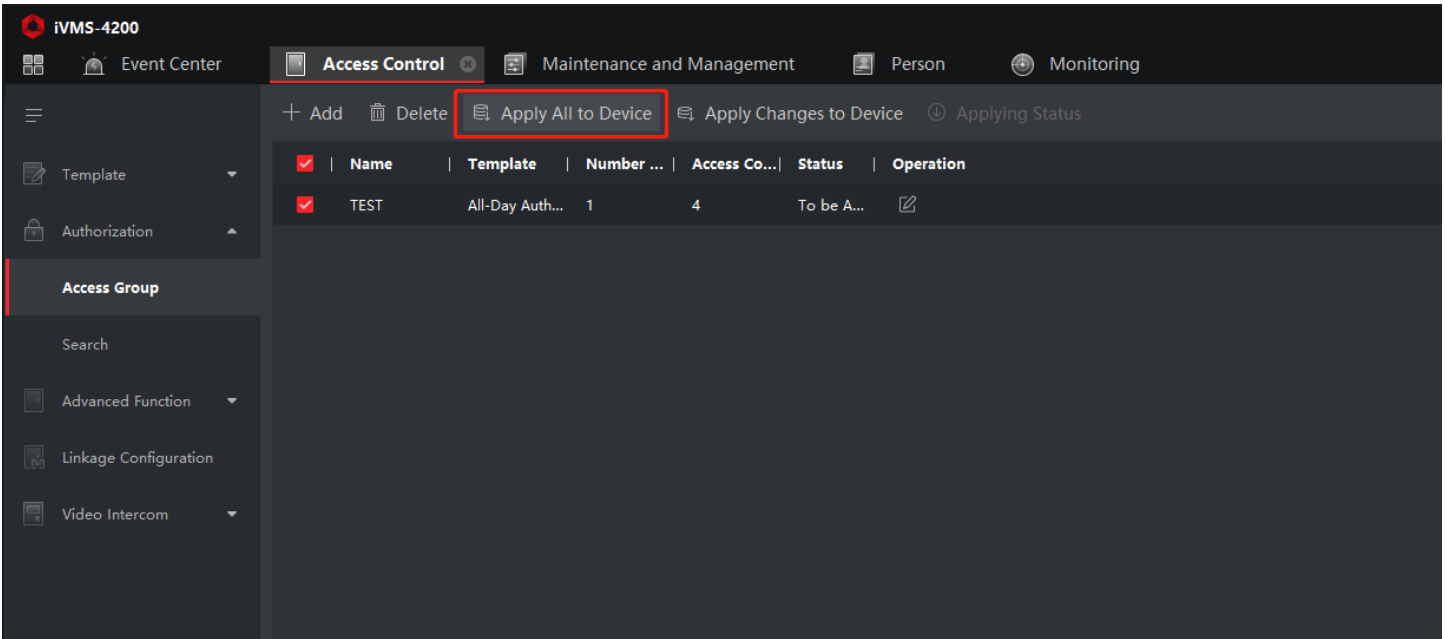 iVMS-4200
Event Center Access Control Maintenance and Management Person Monitoring
Add Delete Apply All to Device Apply Changes to Device Applying Status
Name Template Number ... Access Co... Status Operation
TEST All-Day Auth... 1 4 To be A...
Template
Authorization
Access Group
Search
Advanced Function
Linkage Configuration
Video Intercom